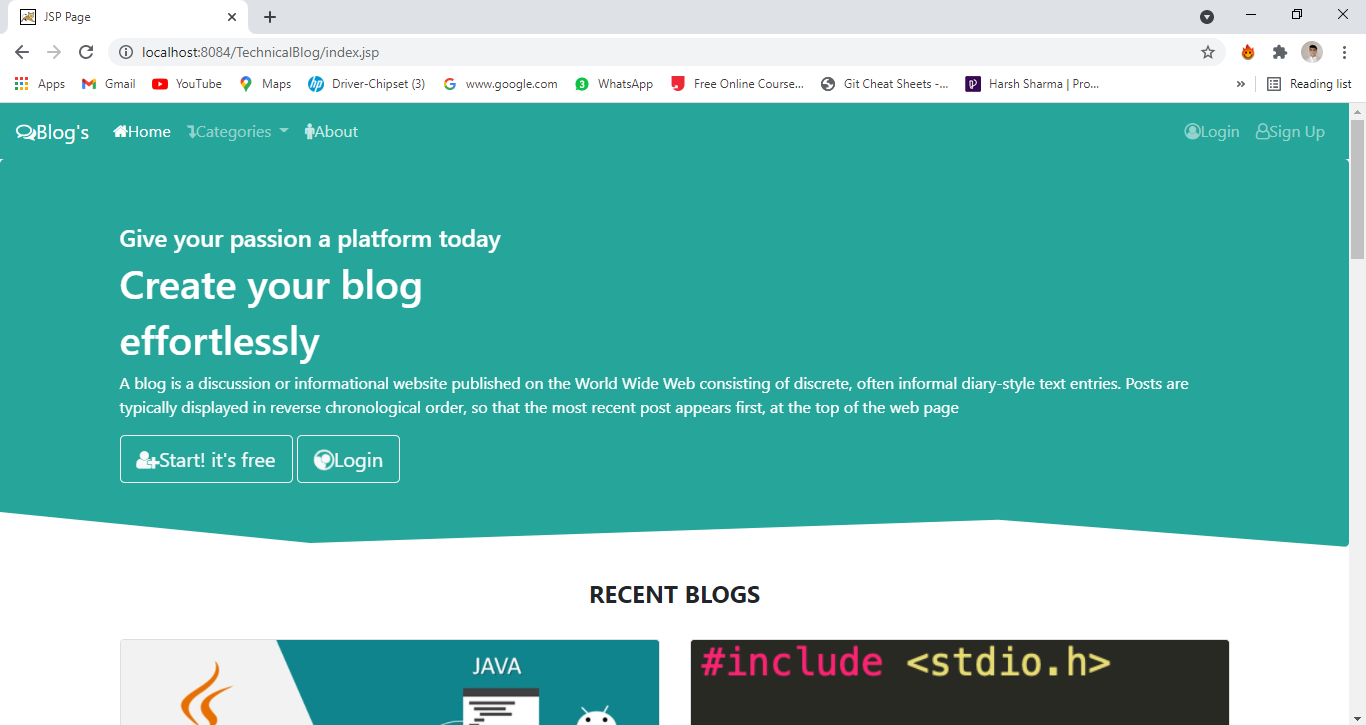 JSP Page
localhost:8084/TechnicalBlog/index.jsp
Apps Gmail YouTube Maps Driver-Chipset (3) www.google.com WhatsApp Free Online Course... Git Cheat Sheets -... Harsh Sharma | Pro... » Reading list
Blog's Home Categories About Login Sign Up
Give your passion a platform today
Create your blog
effortlessly
A blog is a discussion or informational website published on the World Wide Web consisting of discrete, often informal diary-style text entries. Posts are
typically displayed in reverse chronological order, so that the most recent post appears first, at the top of the web page
Start! it's free Login
RECENT BLOGS
JAVA
#include <stdio.h>